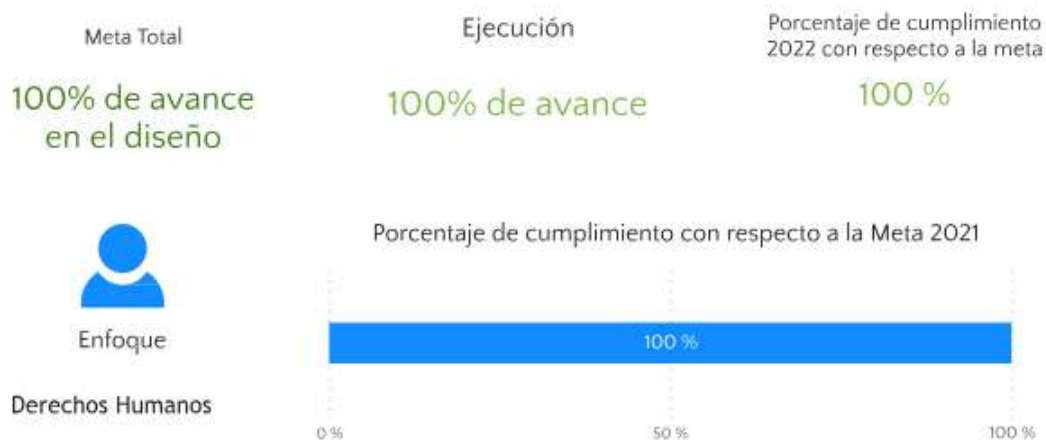 Meta Total
100% de avance
en el diseño
Ejecución
100% de avance
Porcentaje de cumplimiento
2022 con respecto a la meta
100 %
Enfoque
Derechos Humanos
Porcentaje de cumplimiento con respecto a la Meta 2021
100 %
0 %
50 %
100 %